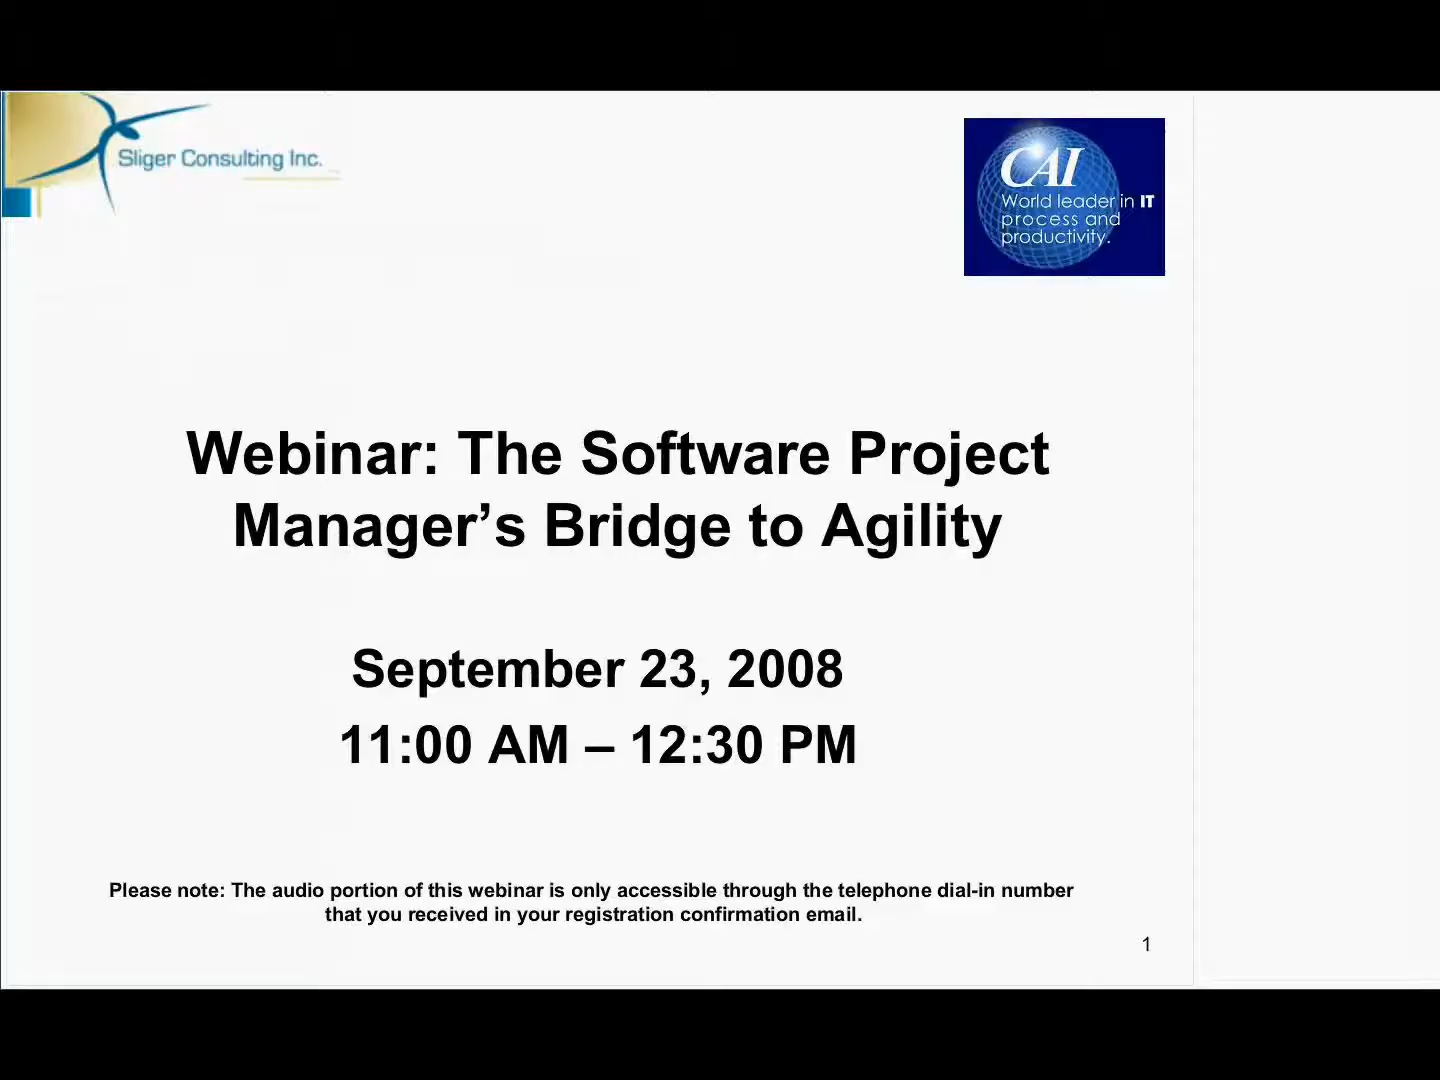 Sliger Consulting Inc.
CAI
World leader in IT
process and
productivity.
Webinar: The Software Project
Manager’s Bridge to Agility
September 23, 2008
11:00 AM – 12:30 PM
Please note: The audio portion of this webinar is only accessible through the telephone dial-in number
that you received in your registration confirmation email.
1